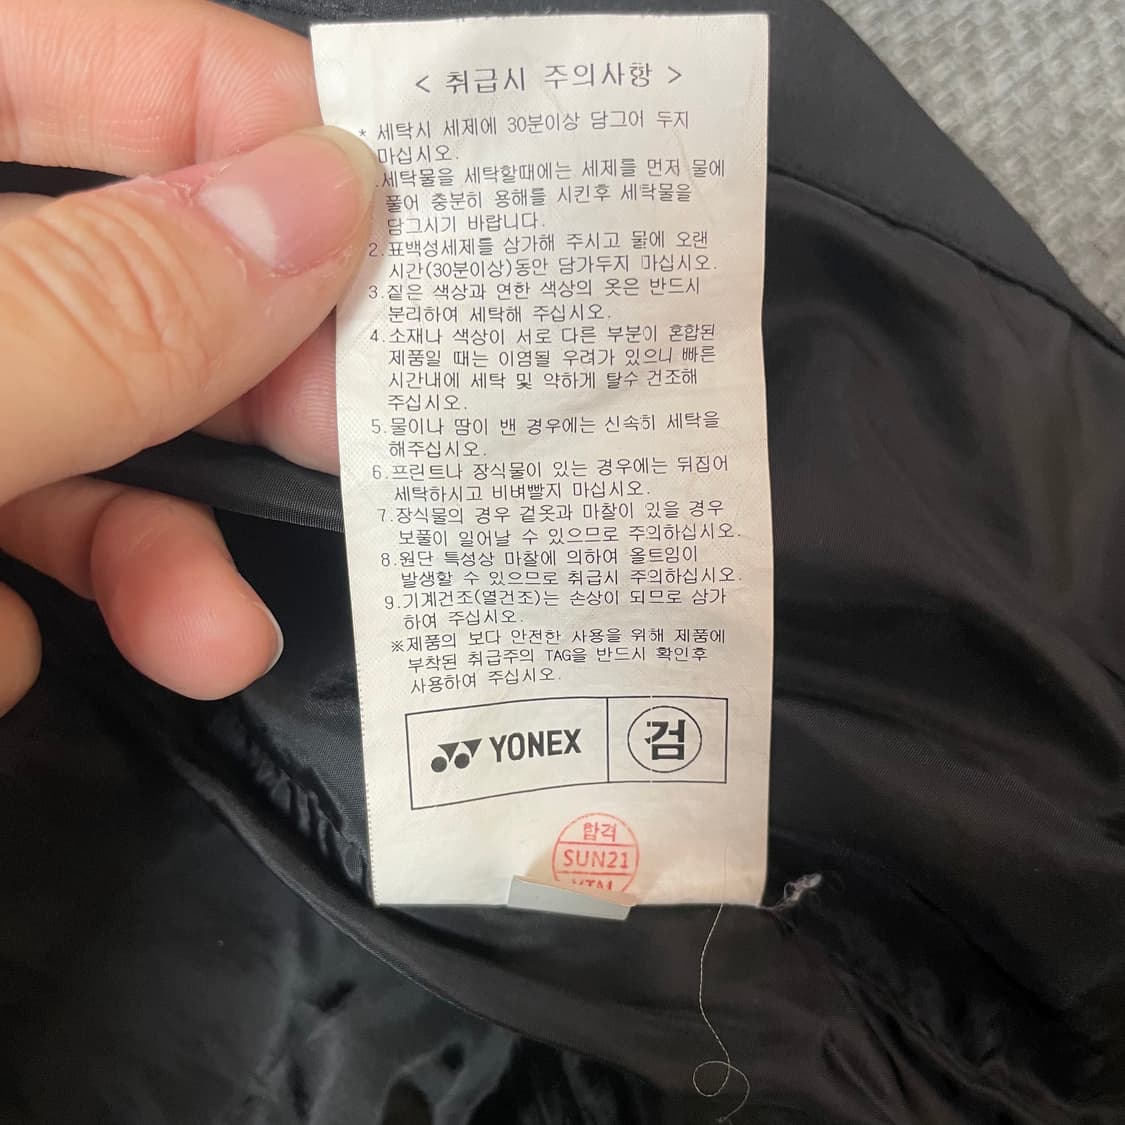 < 취급시 주의사항 >
* 세탁시 세제에 30분이상 담그어 두지
마십시오.
.세탁물을 세탁할때에는 세제를 먼저 물에
풀어 충분히 용해를 시킨후 세탁물을
담그시기 바랍니다.
2.표백성세제를 삼가해 주시고 물에 오랜
시간(30분이상)동안 담가두지 마십시오.
3.짙은 색상과 연한 색상의 옷은 반드시
분리하여 세탁해 주십시오.
4.소재나 색상이 서로 다른 부분이 혼합된
제품일 때는 이염될 우려가 있으니 빠른
시간내에 세탁 및 약하게 탈수 건조해
주십시오.
5.물이나 땀이 밴 경우에는 신속히 세탁을
해주십시오.
6.프린트나 장식물이 있는 경우에는 뒤집어
세탁하시고 비벼빨지 마십시오.
7.장식물의 경우 겉옷과 마찰이 있을 경우
보풀이 일어날 수 있으므로 주의하십시오.
8.원단 특성상 마찰에 의하여 올트임이
발생할 수 있으므로 취급시 주의하십시오.
9.기계건조(열건조)는 손상이 되므로 삼가
하여 주십시오.
※제품의 보다 안전한 사용을 위해 제품에
부착된 취급주의 TAG을 반드시 확인후
사용하여 주십시오.
YONEX 검
합격
SUN21